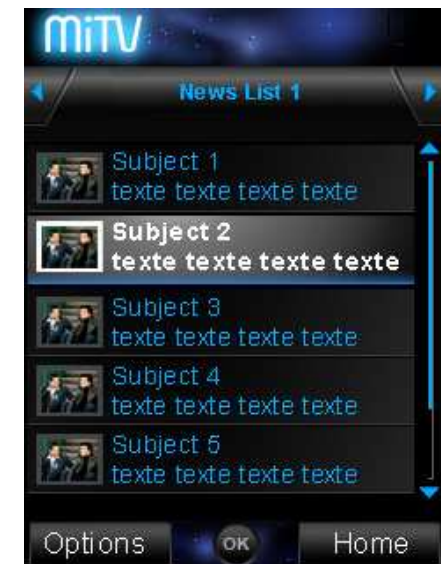 MiTV
News List 1
Subject 1
texte texte texte texte
Subject 2
texte texte texte texte
Subject 3
texte texte texte texte
Subject 4
texte texte texte texte
Subject 5
texte texte texte texte
Options OK Home